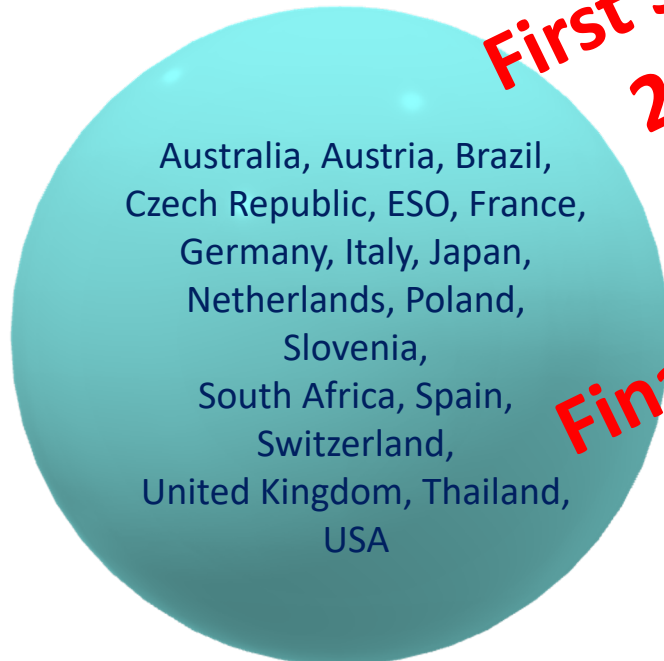 First
2
Australia, Austria, Brazil,
Czech Republic, ESO, France,
Germany, Italy, Japan,
Netherlands, Poland,
Slovenia,
South Africa, Spain,
Switzerland,
United Kingdom, Thailand,
USA